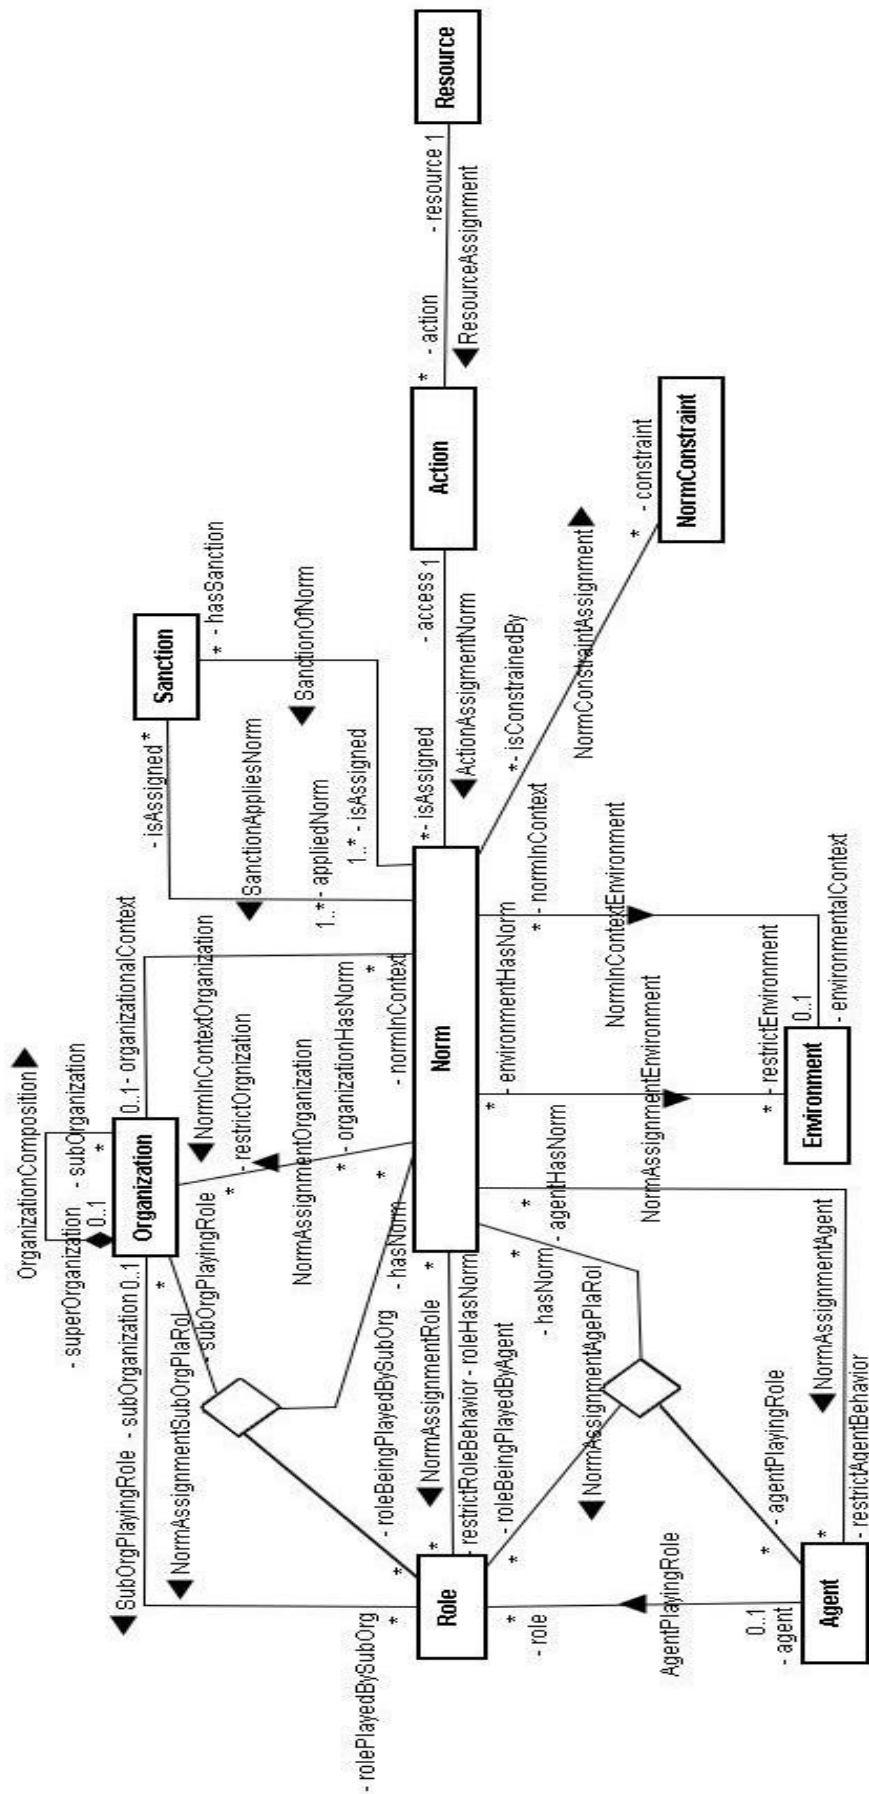 OrganizationComposition
- superOrganization
0..1
*
- subOrganization
SubOrgPlayingRole
- subOrganization 0..1
Organization
0..1 - organizationalContext
- isAssigned *
Sanction
* - hasSanction
*
NormAssignmentSubOrgPlaRol
- subOrgPlayingRole
*
- restrictOrgnization
NormInContextOrganization
SanctionAppliesNorm
SanctionOfNorm
NormAssignmentOrganization
1..* - appliedNorm
* - organizationHasNorm
1..* - isAssigned
- rolePlayedBySubOrg
*
- roleBeingPlayedBySubOrg
*
- hasNorm
*
- normInContext
*
*
NormAssignmentRole
*
* - isAssigned
- access 1
* - action
- resource 1
Role
Norm
Action
Resource
- restrictRoleBehavior
- roleHasNorm
ActionAssigmentNorm
ResourceAssignment
*
- role
*
- roleBeingPlayedByAgent
*
- hasNorm
*
- agentHasNorm
*
- environmentHasNorm
* - normInContext
* - isConstrainedBy
NormAssignmentAgePlaRol
NormConstraintAssignment
NormInContextEnvironment
NormAssignmentEnvironment
* - constraint
AgentPlayingRole
NormConstraint
0..1
- agent
*
- agentPlayingRole
* - restrictEnvironment
0..1
Agent
*
NormAssignmentAgent
Environment
- environmentalContext
- restrictAgentBehavior